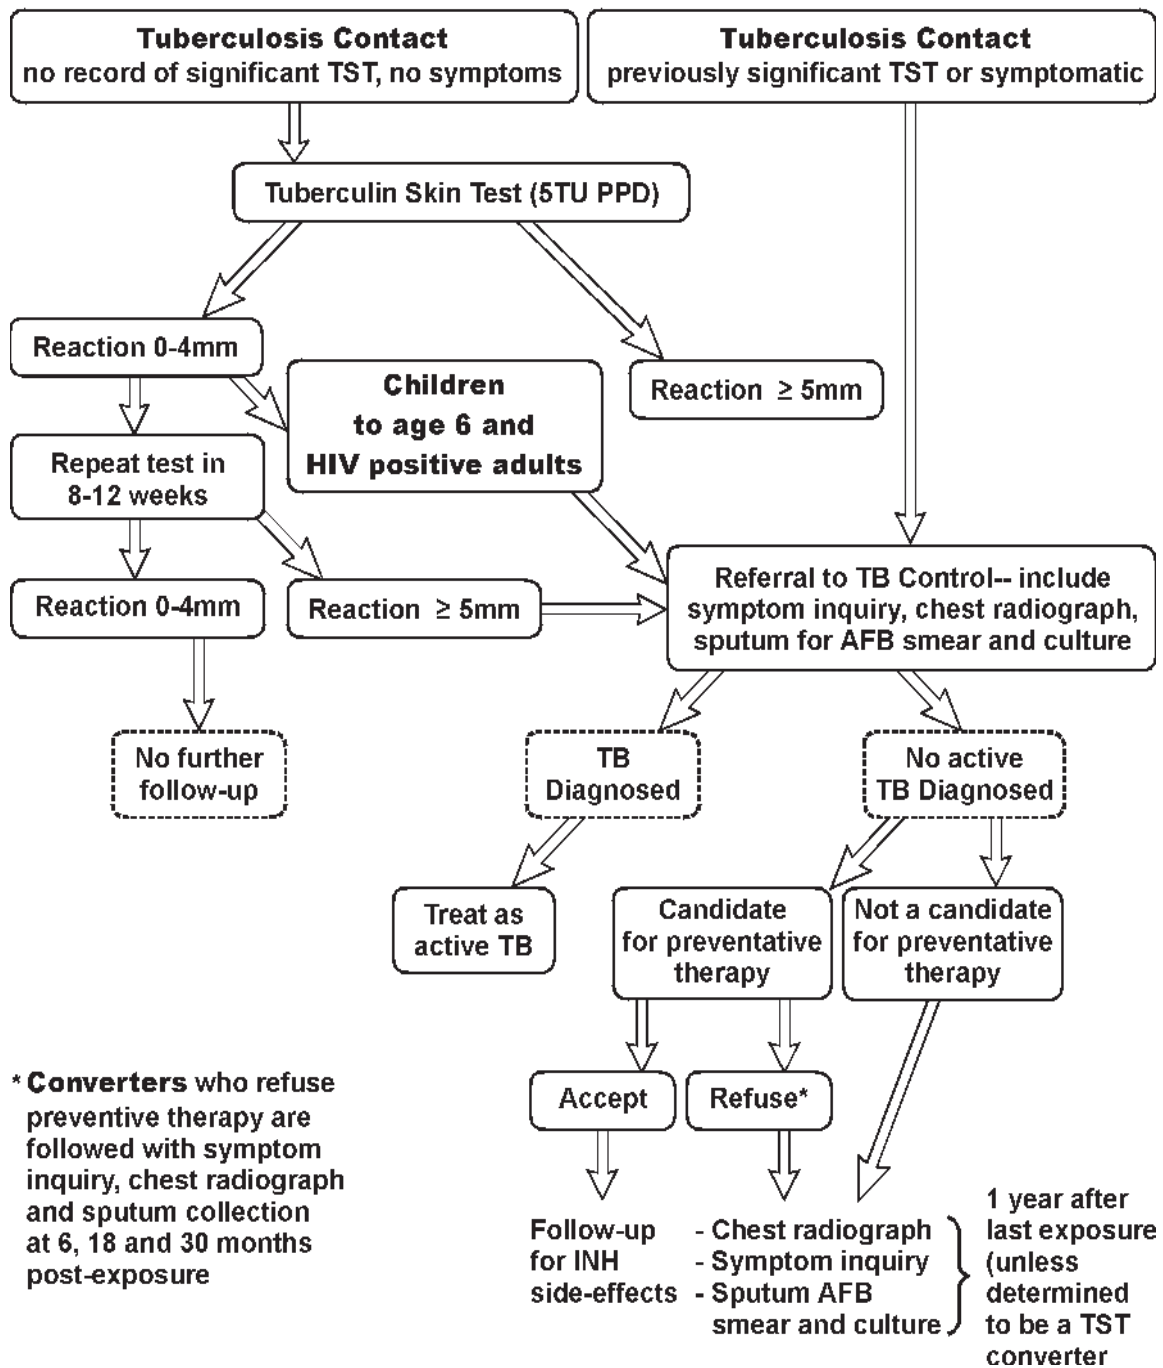 Tuberculosis Contact
no record of significant TST, no symptoms
Tuberculosis Contact
previously significant TST or symptomatic
Tuberculin Skin Test (5TU PPD)
Reaction 0-4mm
Children
to age 6 and
HIV positive adults
Reaction ≥ 5mm
Repeat test in
8-12 weeks
Reaction 0-4mm
Reaction ≥ 5mm
Referral to TB Control-- include
symptom inquiry, chest radiograph,
sputum for AFB smear and culture
No further
follow-up
TB
Diagnosed
No active
TB Diagnosed
Treat as
active TB
Candidate
for preventative
therapy
Not a candidate
for preventative
therapy
Accept
Refuse*
* Converters who refuse
preventive therapy are
followed with symptom
inquiry, chest radiograph
and sputum collection
at 6, 18 and 30 months
post-exposure
Follow-up
for INH
side-effects
- Chest radiograph
- Symptom inquiry
- Sputum AFB
smear and culture
1 year after
last exposure
(unless
determined
to be a TST
converter